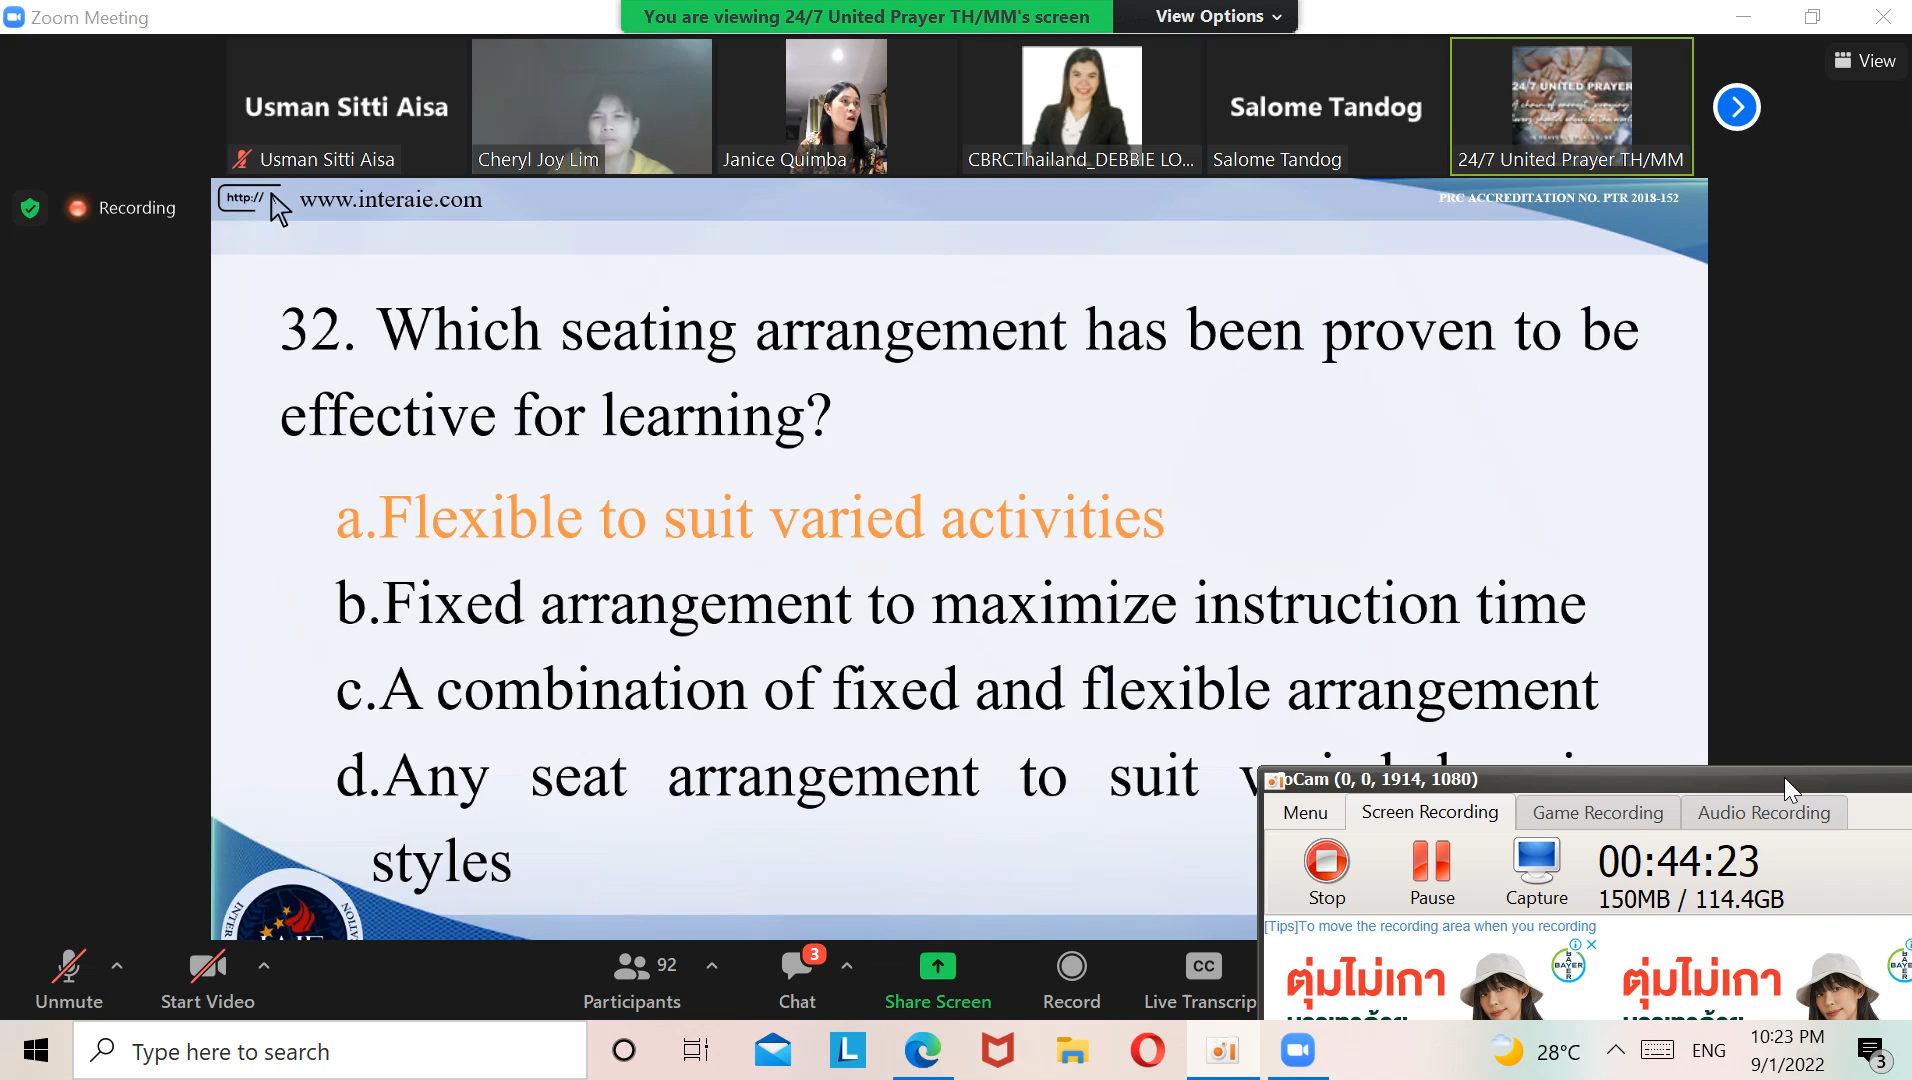 Zoom Meeting
You are viewing 24/7 United Prayer TH/MM's screen
View Options
Usman Sitti Aisa
Usman Sitti Aisa
Cheryl Joy Lim
Janice Quimba
CBRCThailand_DEBBIE LO...
Salome Tandog
Salome Tandog
24/7 UNITED PRAYER
24/7 United Prayer TH/MM
View
Recording
http://
www.interaie.com
PRC ACCREDITATION NO. PTR 2018-152
32. Which seating arrangement has been proven to be
effective for learning?
a.Flexible to suit varied activities
b.Fixed arrangement to maximize instruction time
c.A combination of fixed and flexible arrangement
d.Any seat arrangement to suit
styles
oCam (0, 0, 1914, 1080)
Menu
Screen Recording
Game Recording
Audio Recording
Stop
Pause
Capture
00:44:23
150MB / 114.4GB
[Tips]To move the recording area when you recording
ตุ่มไม่เกา
BAYER
ตุ่มไม่เกา
Unmute
Start Video
92
Participants
3
Chat
Share Screen
Record
CC
Live Transcrip
Type here to search
L
28°C
ENG
10:23 PM
9/1/2022
3